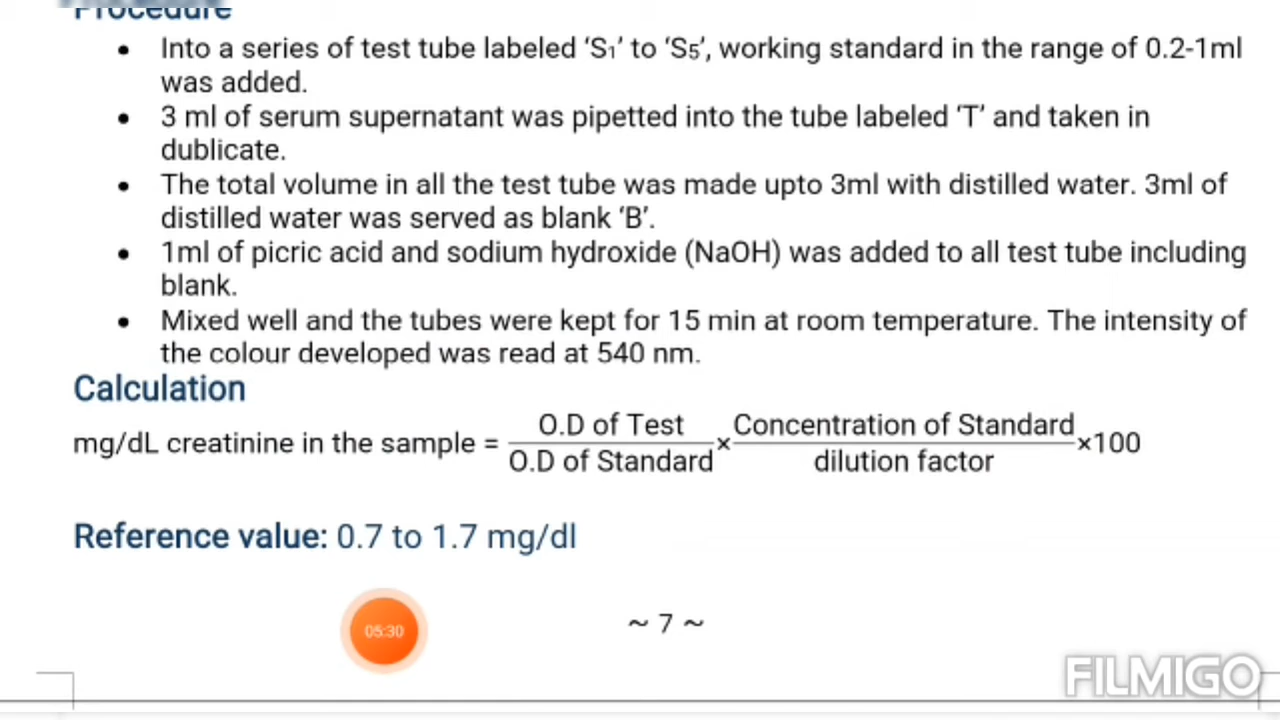 Procedure
• Into a series of test tube labeled ‘S₁’ to ‘S₅’, working standard in the range of 0.2-1ml
was added.
• 3 ml of serum supernatant was pipetted into the tube labeled ‘T’ and taken in
dublicate.
• The total volume in all the test tube was made upto 3ml with distilled water. 3ml of
distilled water was served as blank ‘B’.
• 1ml of picric acid and sodium hydroxide (NaOH) was added to all test tube including
blank.
• Mixed well and the tubes were kept for 15 min at room temperature. The intensity of
the colour developed was read at 540 nm.
Calculation
mg/dL creatinine in the sample = O.D of Test / O.D of Standard × Concentration of Standard / dilution factor ×100
Reference value: 0.7 to 1.7 mg/dl
05:30
~ 7 ~
FILMIGO